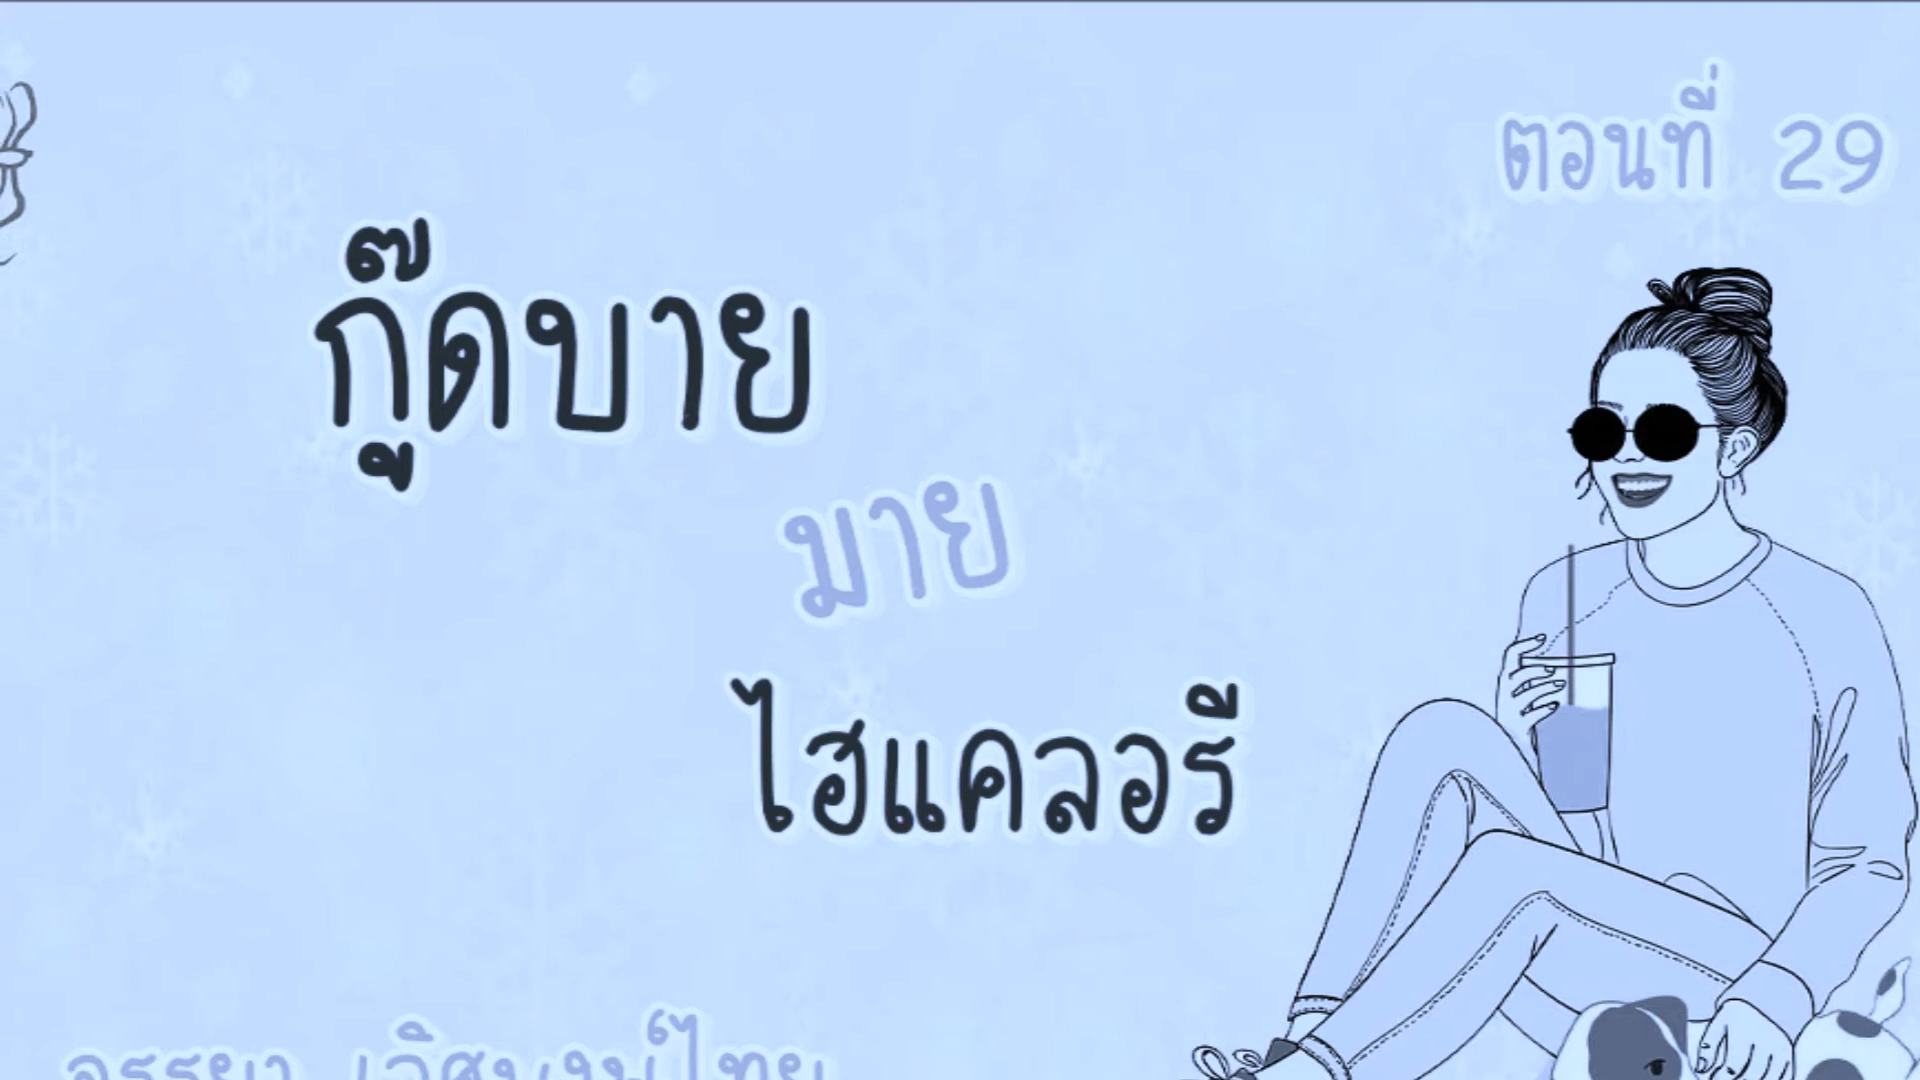 ตอนที่ 29
กู๊ดบาย
มาย
ไฮแคลอรี